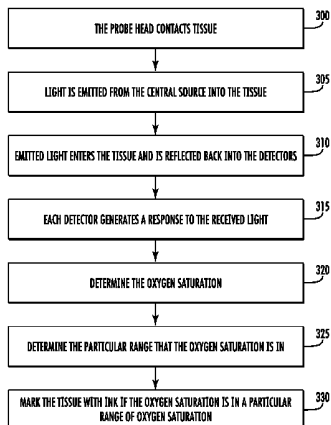 300
THE PROBE HEAD CONTACTS TISSUE
305
LIGHT IS EMITTED FROM THE CENTRAL SOURCE INTO THE TISSUE
310
EMITTED LIGHT ENTERS THE TISSUE AND IS REFLECTED BACK INTO THE DETECTORS
315
EACH DETECTOR GENERATES A RESPONSE TO THE RECEIVED LIGHT
320
DETERMINE THE OXYGEN SATURATION
325
DETERMINE THE PARTICULAR RANGE THAT THE OXYGEN SATURATION IS IN
330
MARK THE TISSUE WITH INK IF THE OXYGEN SATURATION IS IN A PARTICULAR
RANGE OF OXYGEN SATURATION